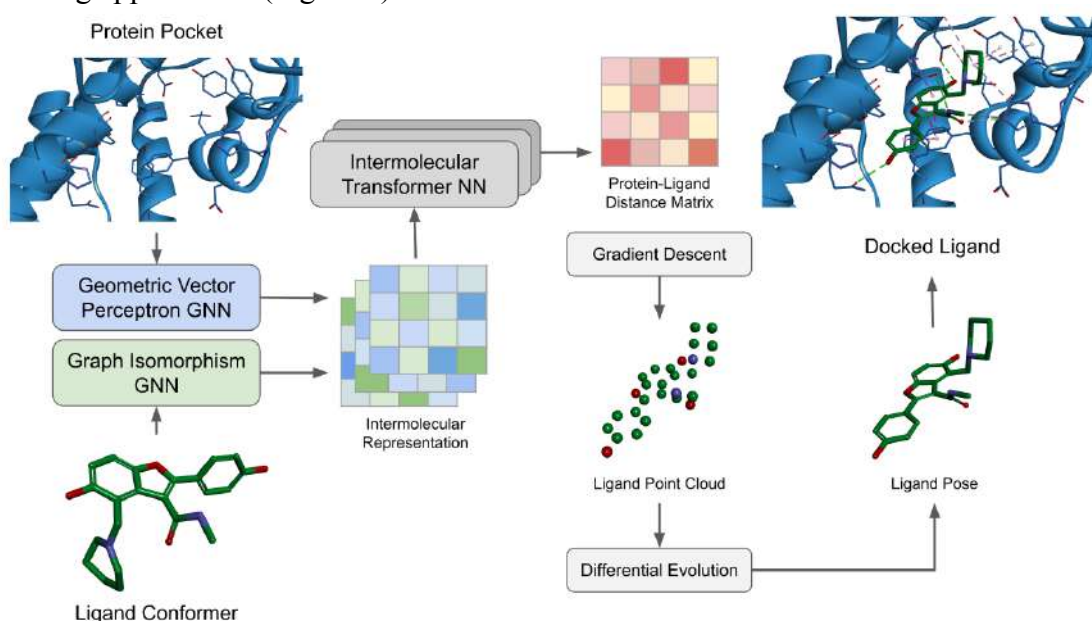 Protein Pocket
Geometric Vector
Perceptron GNN
Graph Isomorphism
GNN
Ligand Conformer
Intermolecular
Transformer NN
Intermolecular
Representation
Protein-Ligand
Distance Matrix
Gradient Descent
Ligand Point Cloud
Differential Evolution
Docked Ligand
Ligand Pose